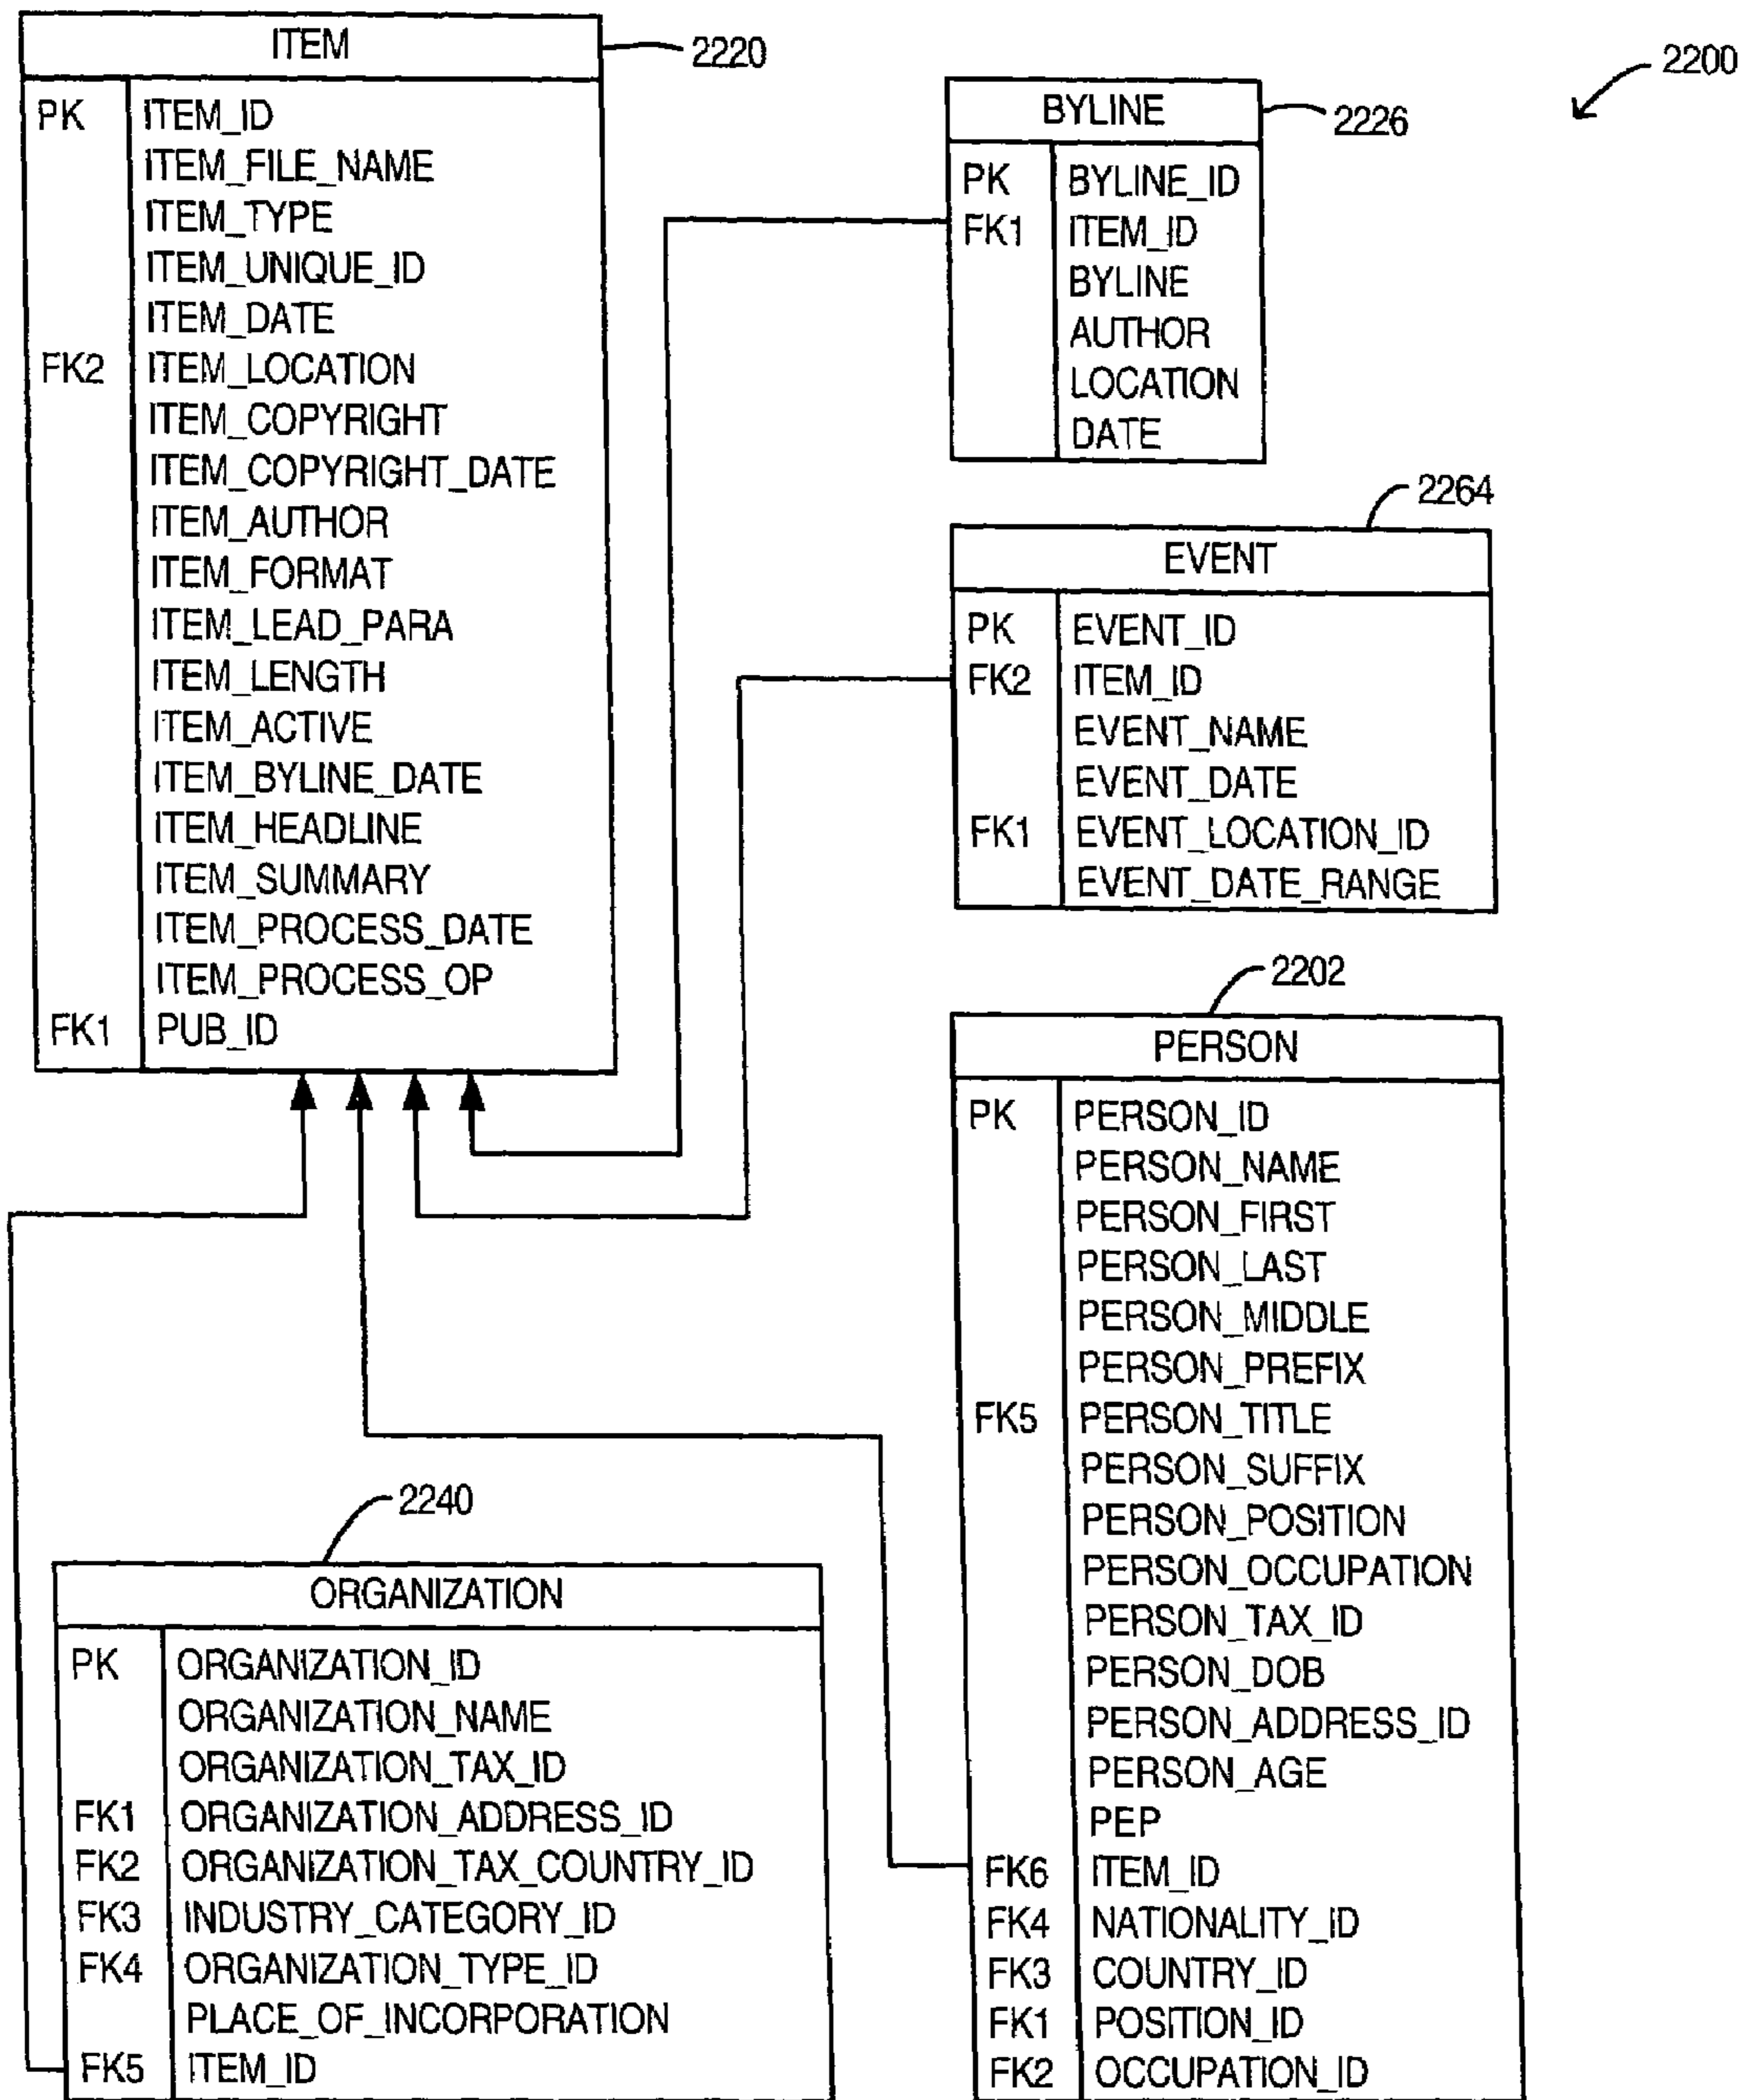 2200
ITEM
2220
PK ITEM_ID
ITEM_FILE_NAME
ITEM_TYPE
ITEM_UNIQUE_ID
ITEM_DATE
FK2 ITEM_LOCATION
ITEM_COPYRIGHT
ITEM_COPYRIGHT_DATE
ITEM_AUTHOR
ITEM_FORMAT
ITEM_LEAD_PARA
ITEM_LENGTH
ITEM_ACTIVE
ITEM_BYLINE_DATE
ITEM_HEADLINE
ITEM_SUMMARY
ITEM_PROCESS_DATE
ITEM_PROCESS_OP
FK1 PUB_ID
BYLINE
2226
PK BYLINE_ID
FK1 ITEM_ID
BYLINE
AUTHOR
LOCATION
DATE
2264
EVENT
PK EVENT_ID
FK2 ITEM_ID
EVENT_NAME
EVENT_DATE
FK1 EVENT_LOCATION_ID
EVENT_DATE_RANGE
2202
PERSON
PK PERSON_ID
PERSON_NAME
PERSON_FIRST
PERSON_LAST
PERSON_MIDDLE
PERSON_PREFIX
FK5 PERSON_TITLE
PERSON_SUFFIX
PERSON_POSITION
PERSON_OCCUPATION
PERSON_TAX_ID
PERSON_DOB
PERSON_ADDRESS_ID
PERSON_AGE
PEP
FK6 ITEM_ID
FK4 NATIONALITY_ID
FK3 COUNTRY_ID
FK1 POSITION_ID
FK2 OCCUPATION_ID
2240
ORGANIZATION
PK ORGANIZATION_ID
ORGANIZATION_NAME
ORGANIZATION_TAX_ID
FK1 ORGANIZATION_ADDRESS_ID
FK2 ORGANIZATION_TAX_COUNTRY_ID
FK3 INDUSTRY_CATEGORY_ID
FK4 ORGANIZATION_TYPE_ID
PLACE_OF_INCORPORATION
FK5 ITEM_ID